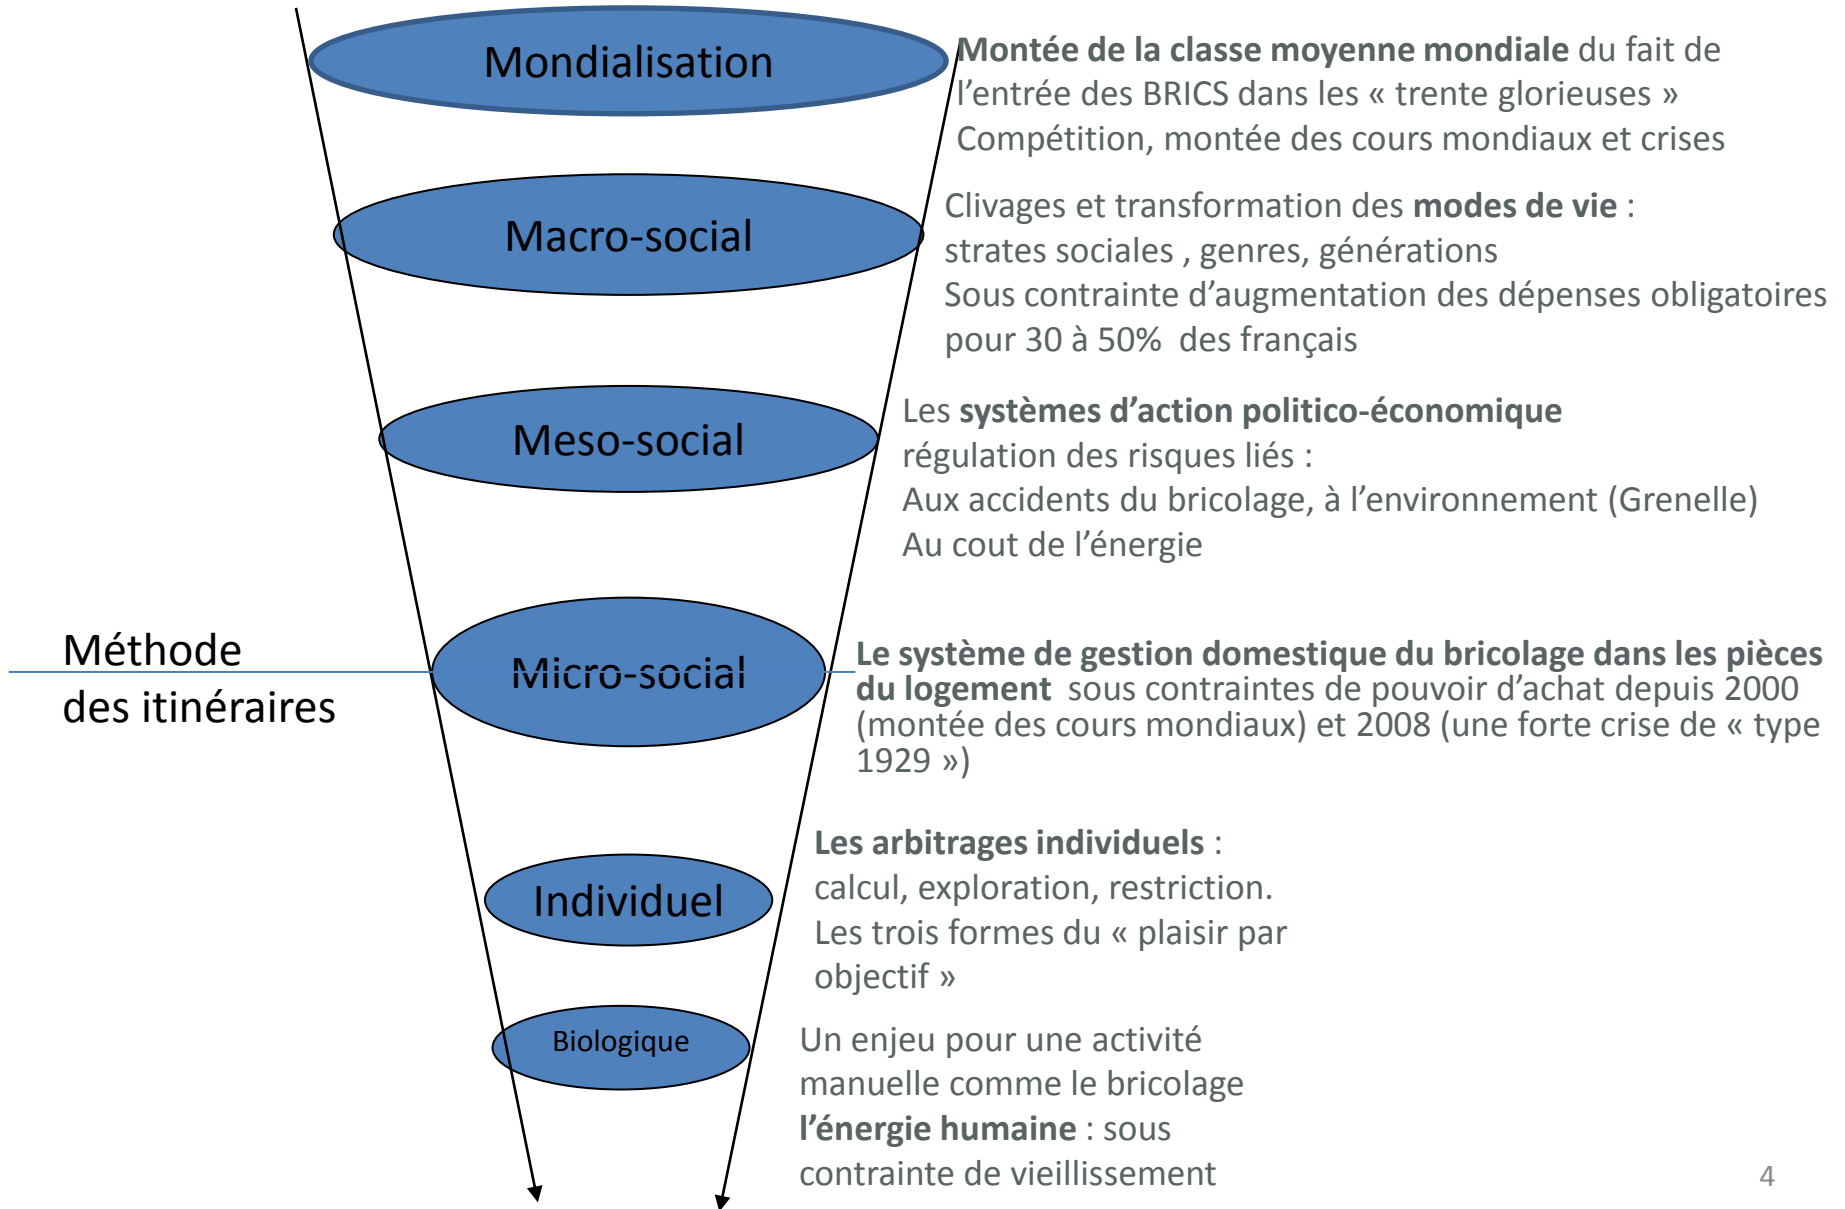 Mondialisation
Montée de la classe moyenne mondiale du fait de
l’entrée des BRICS dans les « trente glorieuses »
Compétition, montée des cours mondiaux et crises
Macro-social
Clivages et transformation des modes de vie :
strates sociales , genres, générations
Sous contrainte d’augmentation des dépenses obligatoires
pour 30 à 50% des français
Meso-social
Les systèmes d’action politico-économique
régulation des risques liés :
Aux accidents du bricolage, à l’environnement (Grenelle)
Au cout de l’énergie
Méthode
des itinéraires
Micro-social
Le système de gestion domestique du bricolage dans les pièces
du logement sous contraintes de pouvoir d’achat depuis 2000
(montée des cours mondiaux) et 2008 (une forte crise de « type
1929 »)
Individuel
Les arbitrages individuels :
calcul, exploration, restriction.
Les trois formes du « plaisir par
objectif »
Biologique
Un enjeu pour une activité
manuelle comme le bricolage
l’énergie humaine : sous
contrainte de vieillissement
4